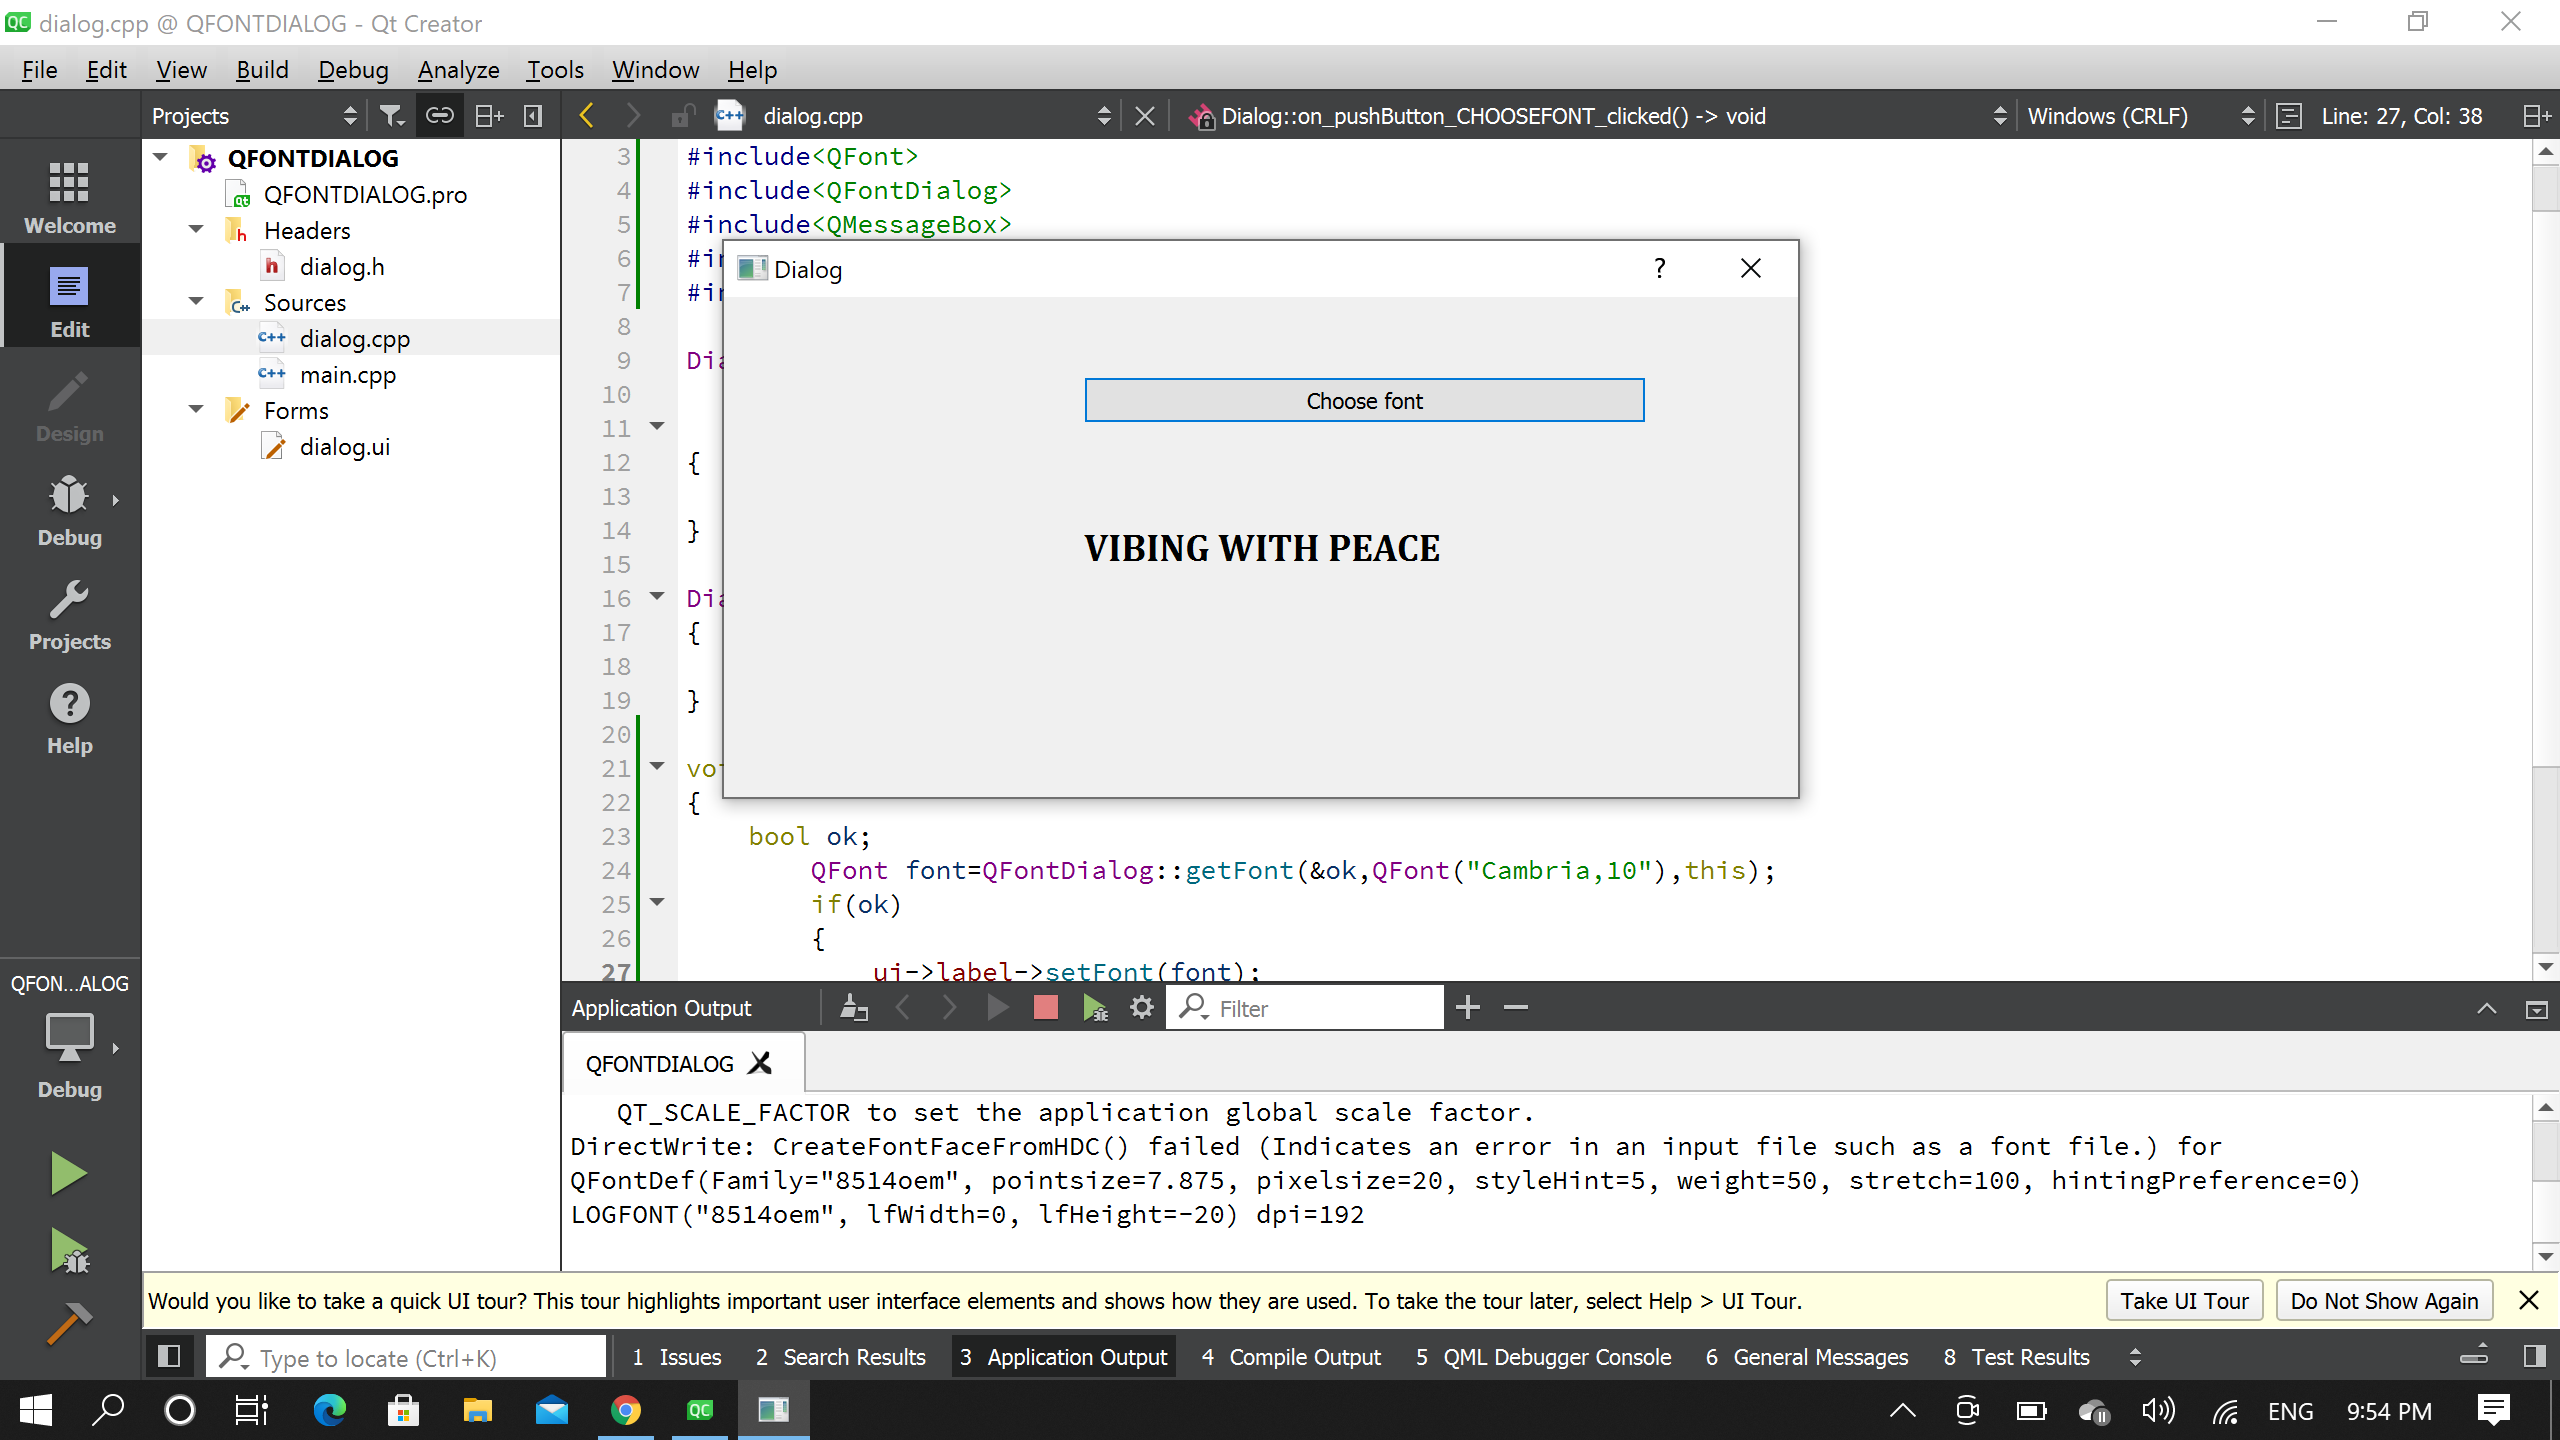 dialog.cpp @ QFONTDIALOG - Qt Creator
File Edit View Build Debug Analyze Tools Window Help
Projects
dialog.cpp
Dialog::on_pushButton_CHOOSEFONT_clicked() -> void
Windows (CRLF)
Line: 27, Col: 38
Welcome
Edit
Design
Debug
Projects
Help
QFON...ALOG
Debug
QFONTDIALOG
QFONTDIALOG.pro
Headers
dialog.h
Sources
dialog.cpp
main.cpp
Forms
dialog.ui
3 #include<QFont>
4 #include<QFontDialog>
5 #include<QMessageBox>
6 #in
7 #in
8
9 Dia
10
11
12 {
13
14 }
15
16 Dia
17 {
18
19 }
20
21 voi
22 {
23 bool ok;
24 QFont font=QFontDialog::getFont(&ok,QFont("Cambria,10"),this);
25 if(ok)
26 {
27 ui->label->setFont(font);
Dialog
?
Choose font
VIBING WITH PEACE
Application Output
Filter
QFONTDIALOG
QT_SCALE_FACTOR to set the application global scale factor.
DirectWrite: CreateFontFaceFromHDC() failed (Indicates an error in an input file such as a font file.) for
QFontDef(Family="8514oem", pointsize=7.875, pixelsize=20, styleHint=5, weight=50, stretch=100, hintingPreference=0)
LOGFONT("8514oem", lfWidth=0, lfHeight=-20) dpi=192
Would you like to take a quick UI tour? This tour highlights important user interface elements and shows how they are used. To take the tour later, select Help > UI Tour.
Take UI Tour
Do Not Show Again
Type to locate (Ctrl+K)
1 Issues 2 Search Results 3 Application Output 4 Compile Output 5 QML Debugger Console 6 General Messages 8 Test Results
ENG 9:54 PM